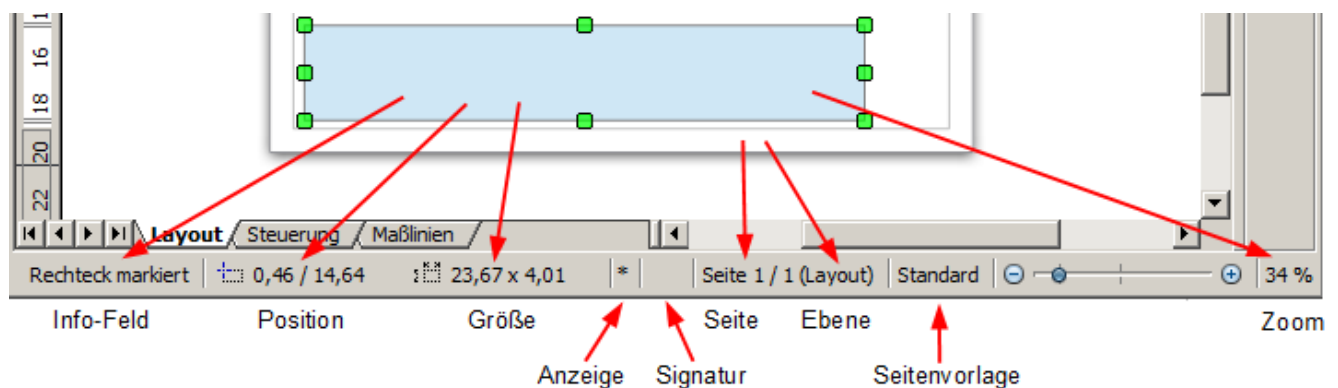 16
18
20
22
Layout Steuerung Maßlinien
Rechteck markiert 0,46 / 14,64 23,67 x 4,01 * Seite 1 / 1 (Layout) Standard 34 %
Info-Feld Position Größe Seite Ebene Zoom
Anzeige Signatur Seitenvorlage